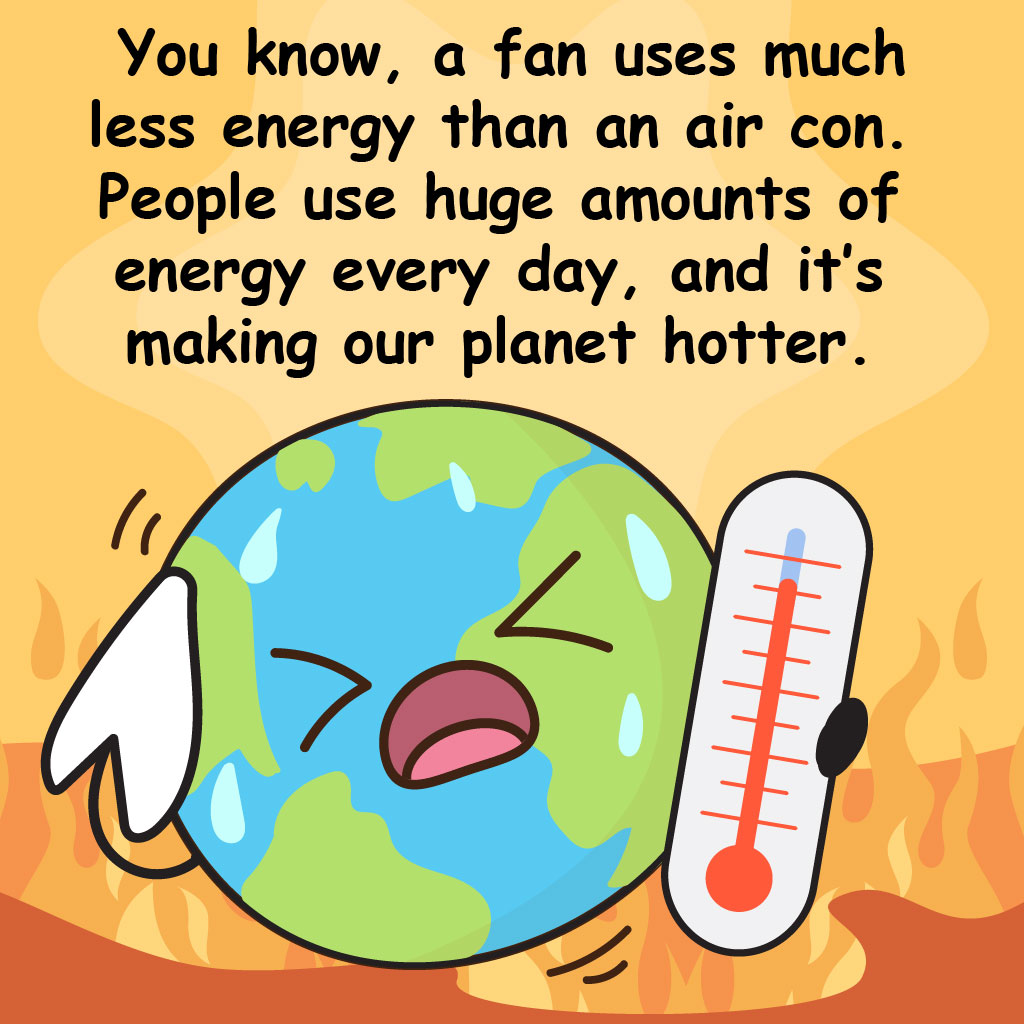 You know, a fan uses much
less energy than an air con.
People use huge amounts of
energy every day, and it's
making our planet hotter.